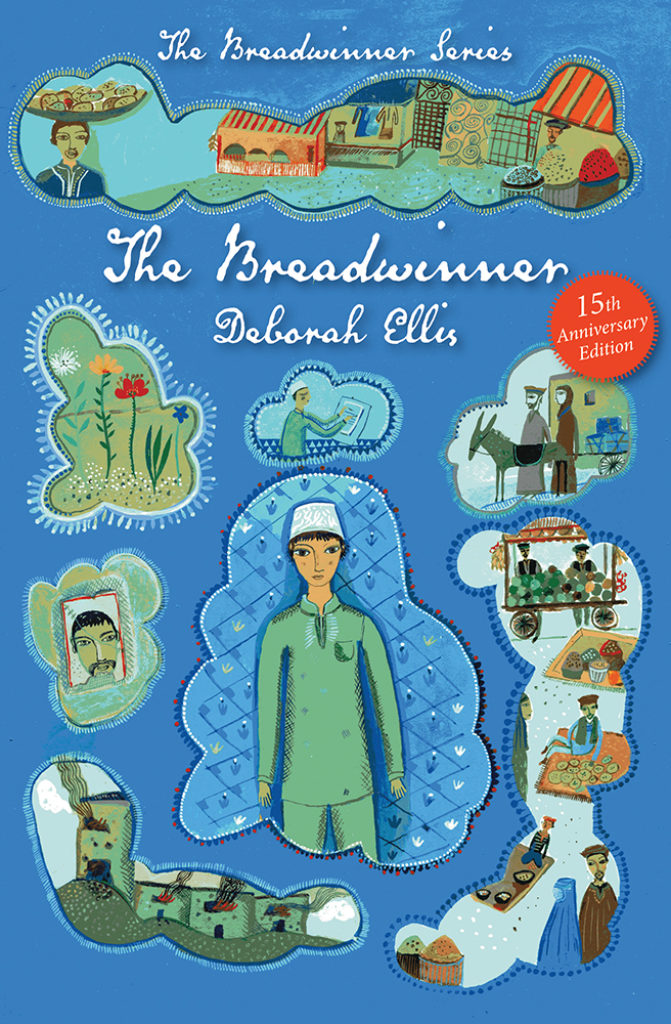 The Breadwinner Series
The Breadwinner
Deborah Ellis
15th
Anniversary
Edition